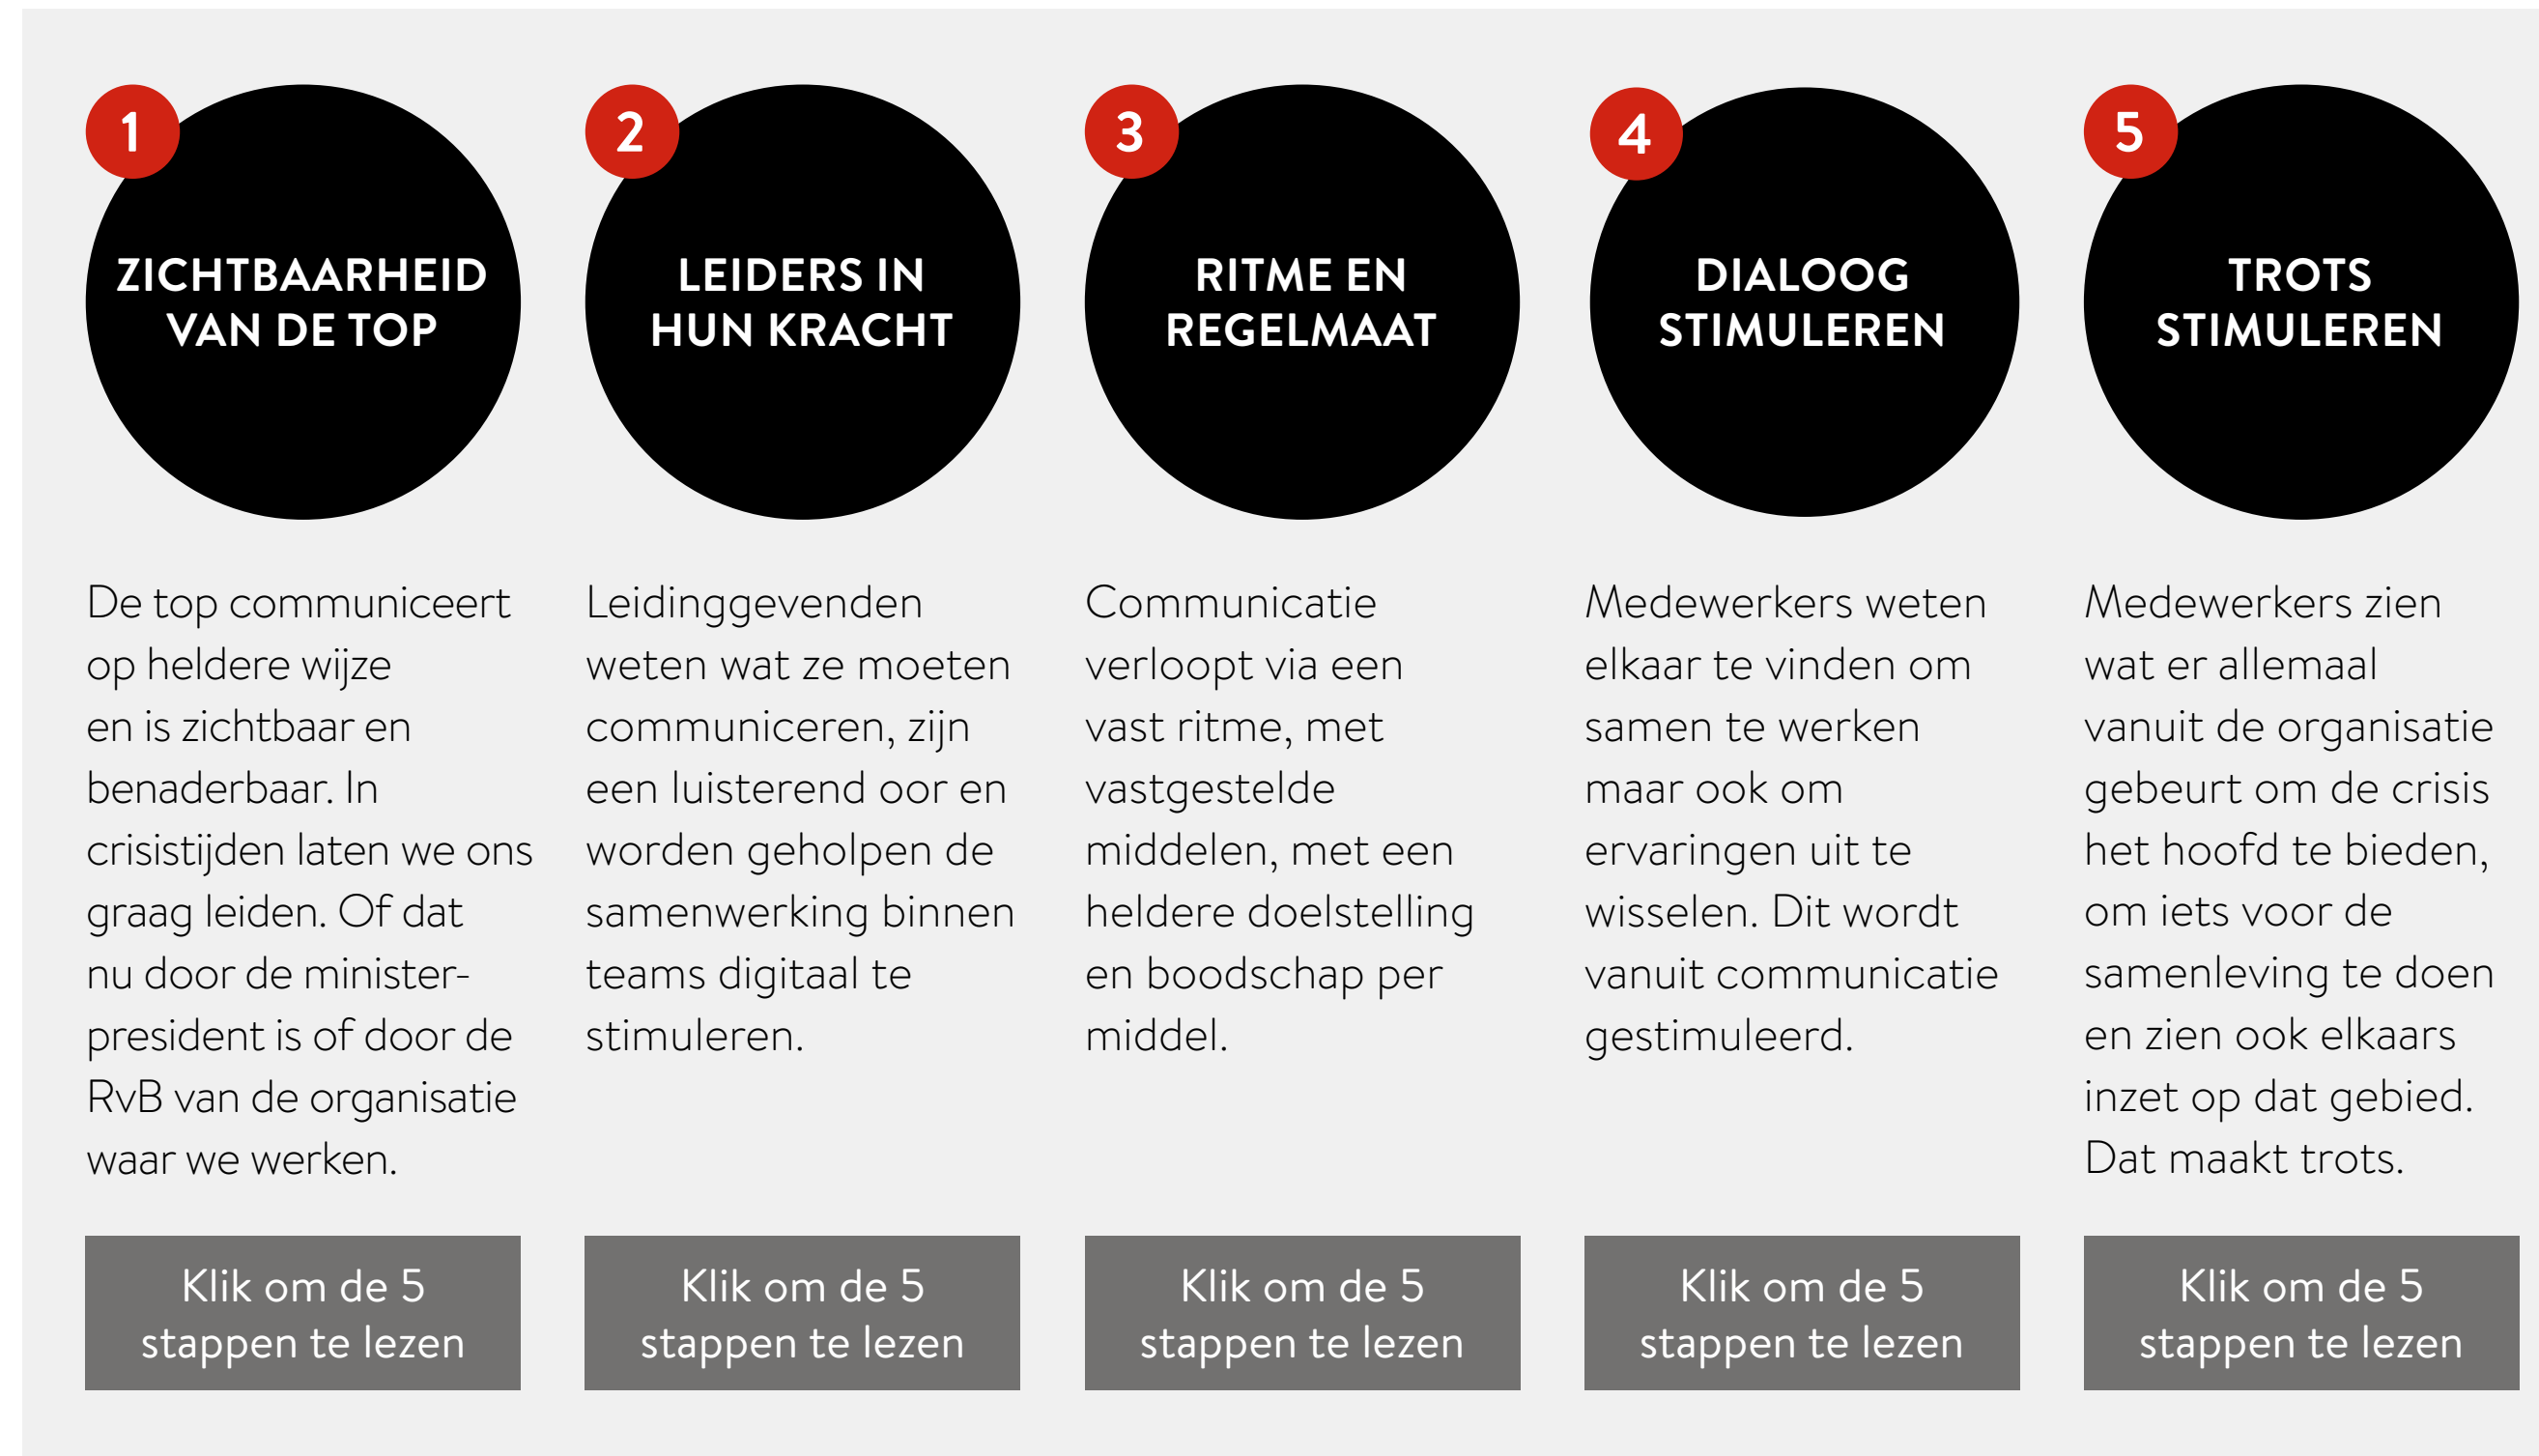 1
ZICHTBAARHEID
VAN DE TOP
De top communiceert
op heldere wijze
en is zichtbaar en
benaderbaar. In
crisistijden laten we ons
graag leiden. Of dat
nu door de minister-
president is of door de
RvB van de organisatie
waar we werken.
Klik om de 5
stappen te lezen
2
LEIDERS IN
HUN KRACHT
Leidinggevenden
weten wat ze moeten
communiceren, zijn
een luisterend oor en
worden geholpen de
samenwerking binnen
teams digitaal te
stimuleren.
Klik om de 5
stappen te lezen
3
RITME EN
REGELMAAT
Communicatie
verloopt via een
vast ritme, met
vastgestelde
middelen, met een
heldere doelstelling
en boodschap per
middel.
Klik om de 5
stappen te lezen
4
DIALOOG
STIMULEREN
Medewerkers weten
elkaar te vinden om
samen te werken
maar ook om
ervaringen uit te
wisselen. Dit wordt
vanuit communicatie
gestimuleerd.
Klik om de 5
stappen te lezen
5
TROTS
STIMULEREN
Medewerkers zien
wat er allemaal
vanuit de organisatie
gebeurt om de crisis
het hoofd te bieden,
om iets voor de
samenleving te doen
en zien ook elkaars
inzet op dat gebied.
Dat maakt trots.
Klik om de 5
stappen te lezen